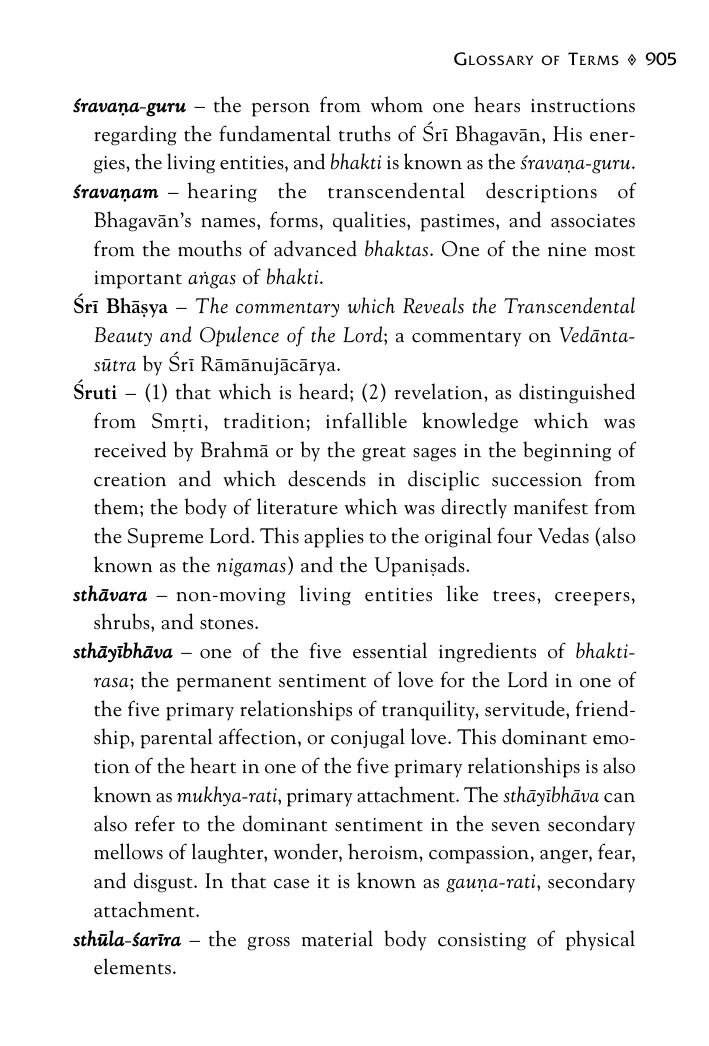 Glossary of Terms ◊ 905
śravaṇa-guru – the person from whom one hears instructions
regarding the fundamental truths of Śrī Bhagavān, His ener-
gies, the living entities, and bhakti is known as the śravaṇa-guru.
śravaṇam – hearing the transcendental descriptions of
Bhagavān's names, forms, qualities, pastimes, and associates
from the mouths of advanced bhaktas. One of the nine most
important aṅgas of bhakti.
Śrī Bhāṣya – The commentary which Reveals the Transcendental
Beauty and Opulence of the Lord; a commentary on Vedānta-
sūtra by Śrī Rāmānujācārya.
Śruti – (1) that which is heard; (2) revelation, as distinguished
from Smṛti, tradition; infallible knowledge which was
received by Brahmā or by the great sages in the beginning of
creation and which descends in disciplic succession from
them; the body of literature which was directly manifest from
the Supreme Lord. This applies to the original four Vedas (also
known as the nigamas) and the Upaniṣads.
sthāvara – non-moving living entities like trees, creepers,
shrubs, and stones.
sthāyībhāva – one of the five essential ingredients of bhakti-
rasa; the permanent sentiment of love for the Lord in one of
the five primary relationships of tranquility, servitude, friend-
ship, parental affection, or conjugal love. This dominant emo-
tion of the heart in one of the five primary relationships is also
known as mukhya-rati, primary attachment. The sthāyībhāva can
also refer to the dominant sentiment in the seven secondary
mellows of laughter, wonder, heroism, compassion, anger, fear,
and disgust. In that case it is known as gauṇa-rati, secondary
attachment.
sthūla-śarīra – the gross material body consisting of physical
elements.